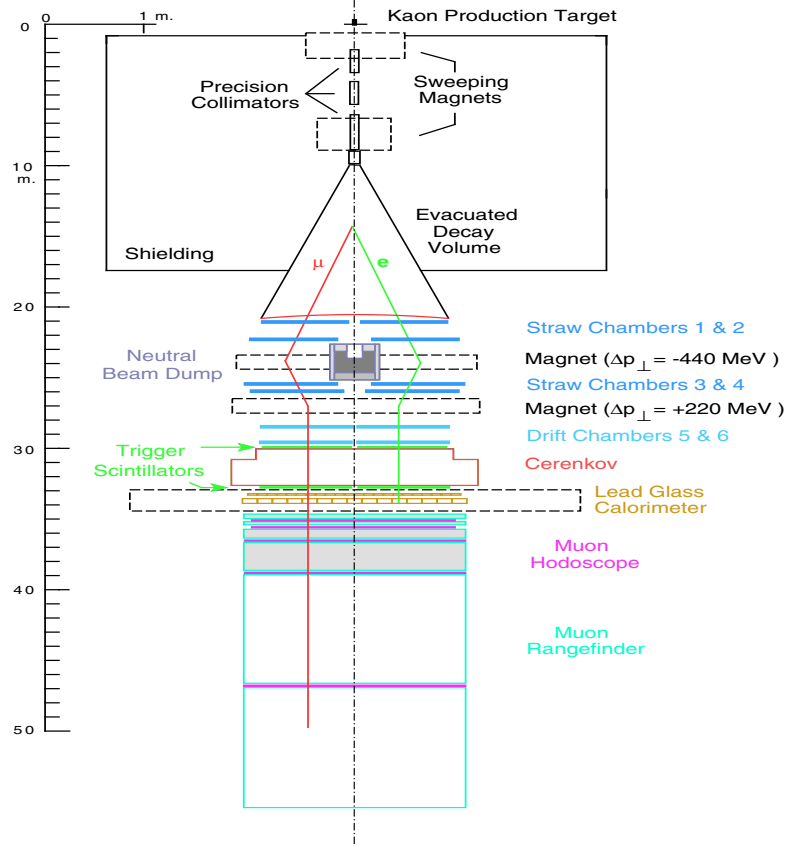 0 1 m.
Kaon Production Target
0
Precision
Collimators
Sweeping
Magnets
10
m.
Evacuated
Decay
Volume
Shielding
μ
e
20
Straw Chambers 1 & 2
Neutral
Beam Dump
Magnet (Δp⊥= -440 MeV )
Straw Chambers 3 & 4
Magnet (Δp⊥= +220 MeV )
Drift Chambers 5 & 6
30
Trigger
Scintillators
Cerenkov
Lead Glass
Calorimeter
Muon
Hodoscope
40
Muon
Rangefinder
50